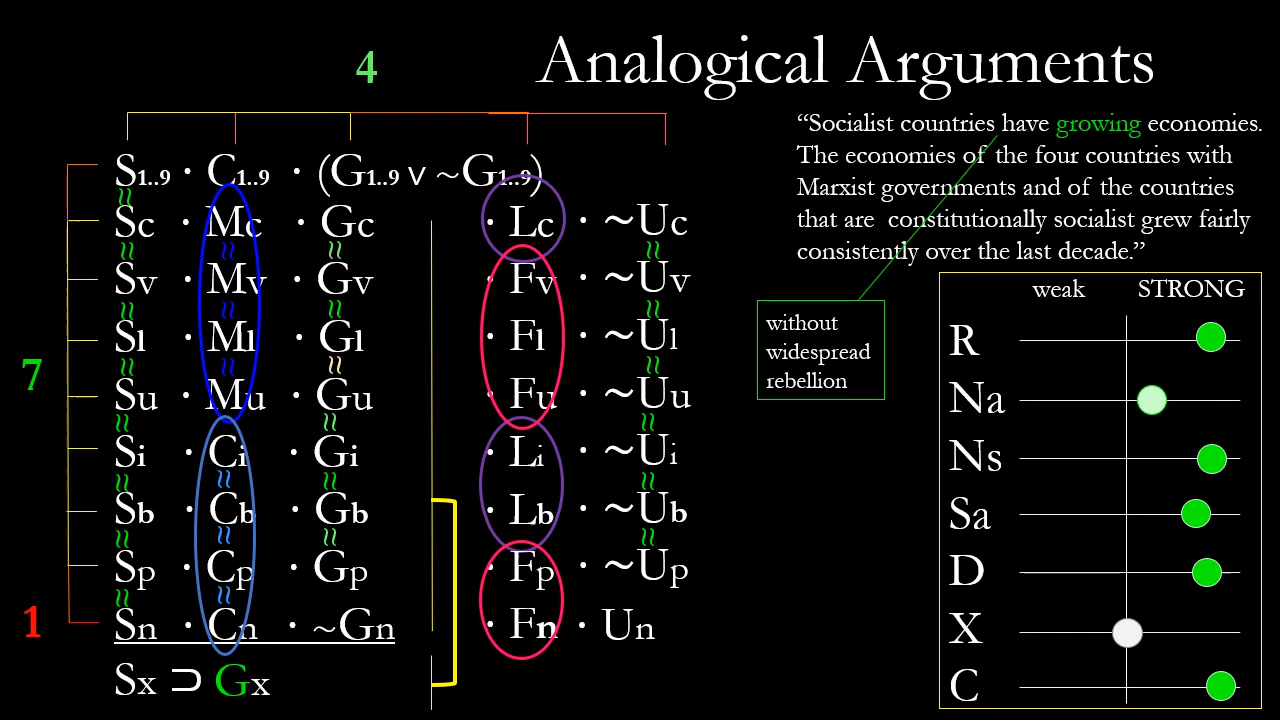 Analogical Arguments
4
“Socialist countries have growing economies.
The economies of the four countries with
Marxist governments and of the countries
that are constitutionally socialist grew fairly
consistently over the last decade.”
without
widespread
rebellion
7
1
S1..9 · C1..9 · (G1..9 ∨ ~G1..9)
Sc · Mc · Gc · Lc · ~Uc
Sv · Mv · Gv · Fv · ~Uv
Sl · Ml · Gl · Fl · ~Ul
Su · Mu · Gu · Fu · ~Uu
Si · Ci · Gi · Li · ~Ui
Sb · Cb · Gb · Lb · ~Ub
Sp · Cp · Gp · Fp · ~Up
Sn · Cn · ~Gn · Fn · Un
Sx ⊃ Gx
weak STRONG
R
Na
Ns
Sa
D
X
C